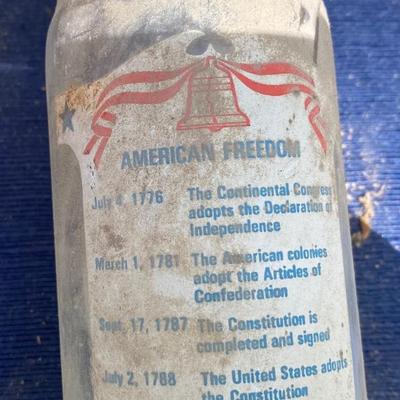 AMERICAN FREEDOM
July 4, 1776 The Continental Congress
adopts the Declaration of
Independence
March 1, 1781 The American colonies
adopt the Articles of
Confederation
Sept. 17, 1787 The Constitution is
completed and signed
July 2, 1788 The United States adopts
the Constitution